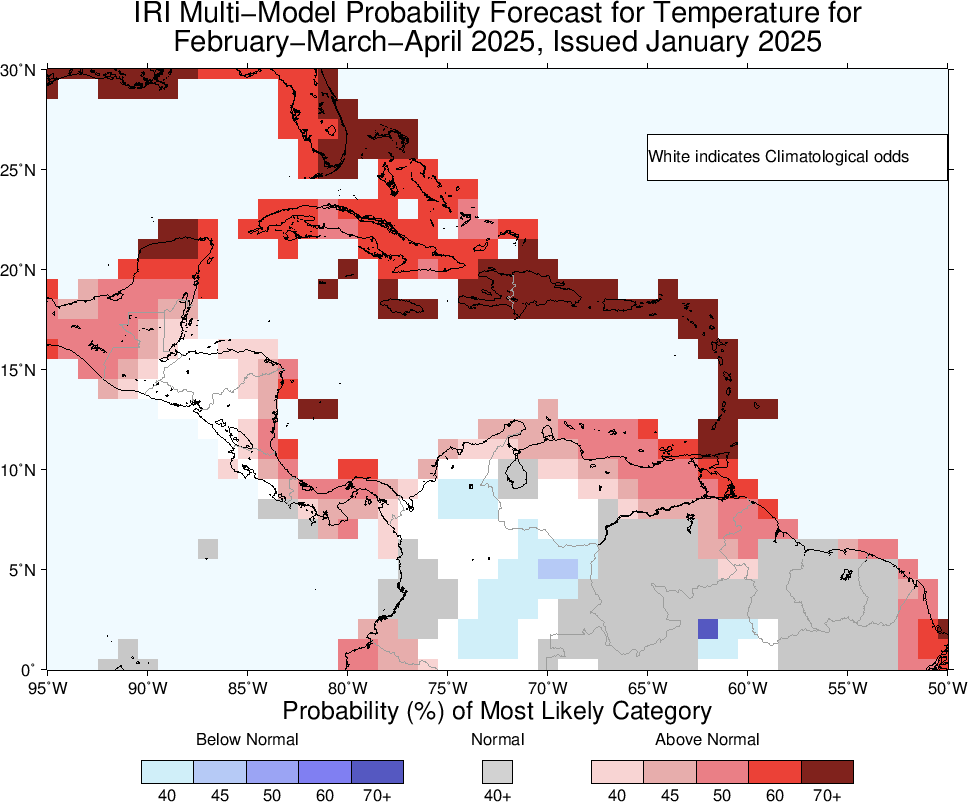 IRI Multi−Model Probability Forecast for Temperature for
February−March−April 2025, Issued January 2025
30°N
25°N
20°N
15°N
10°N
5°N
0°
White indicates Climatological odds
95°W 90°W 85°W 80°W 75°W 70°W 65°W 60°W 55°W 50°W
Probability (%) of Most Likely Category
Below Normal Normal Above Normal
40 45 50 60 70+ 40+ 40 45 50 60 70+